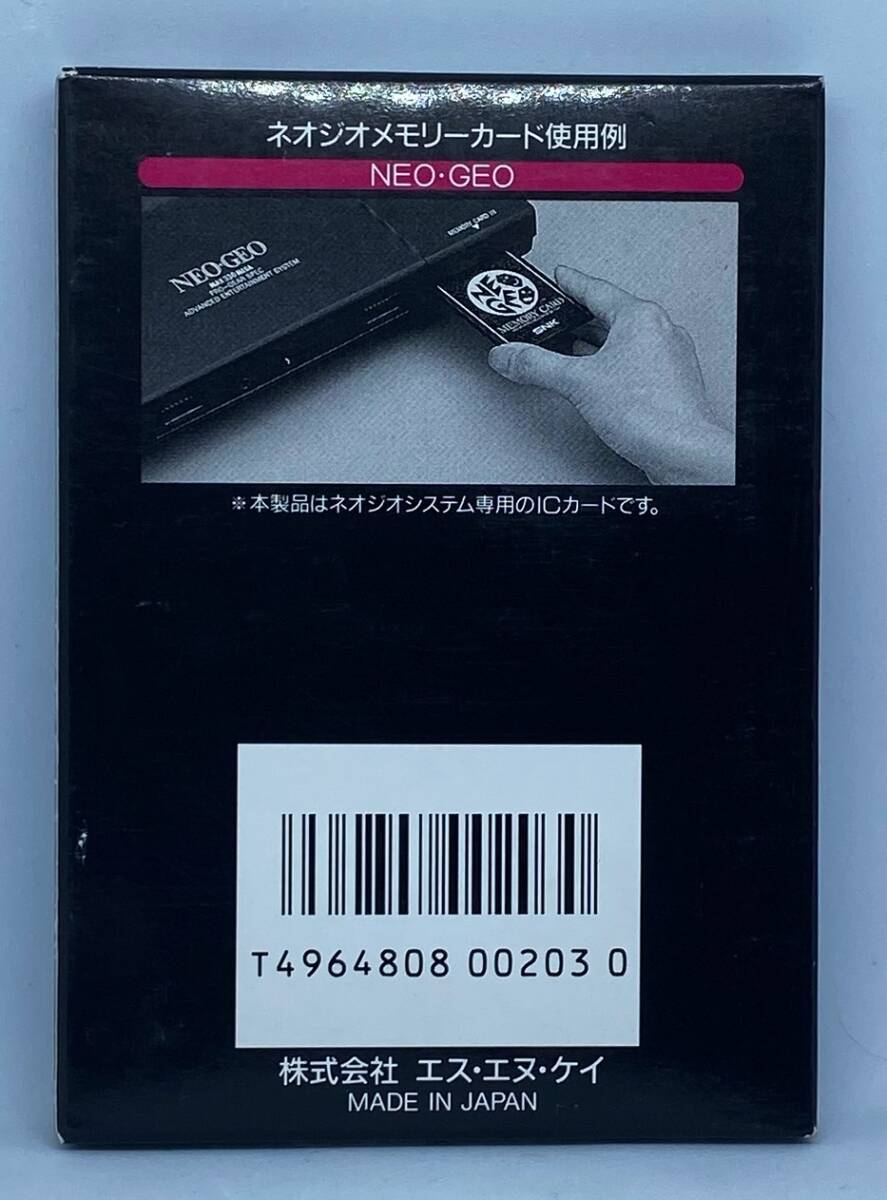 ネオジオメモリーカード使用例
NEO·GEO
MEMORY CARD IN
NEO·GEO
MAX 330 MEGA
PRO-GEAR SPEC
ADVANCED ENTERTAINMENT SYSTEM
NEO
GEO
MEMORY CARD
SNK
※本製品はネオジオシステム専用のICカードです。
T4964808 00203 0
株式会社 エス・エヌ・ケイ
MADE IN JAPAN